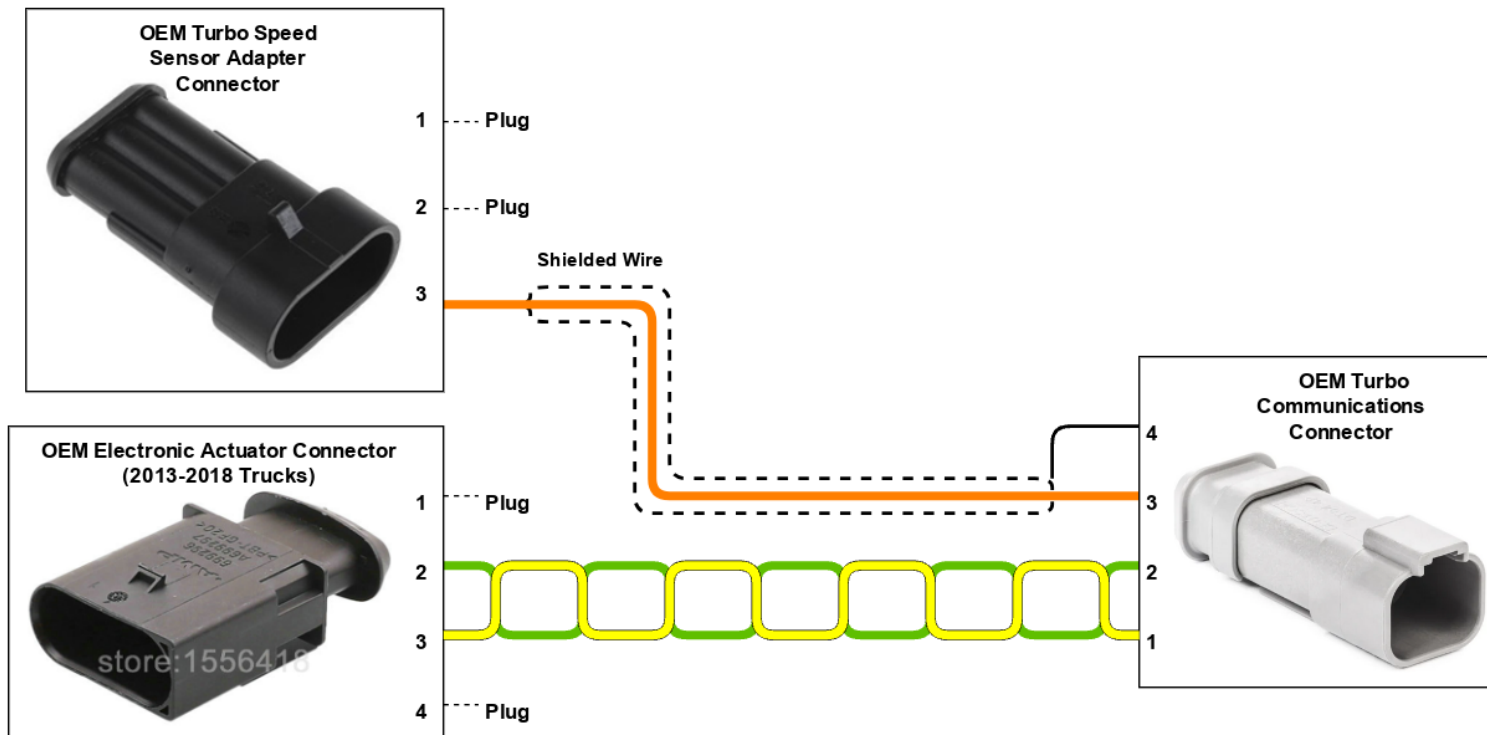 OEM Turbo Speed
Sensor Adapter
Connector
1
Plug
2
Plug
3
Shielded Wire
OEM Electronic Actuator Connector
(2013-2018 Trucks)
1
Plug
2
3
4
Plug
store:1556418
OEM Turbo
Communications
Connector
4
3
2
1